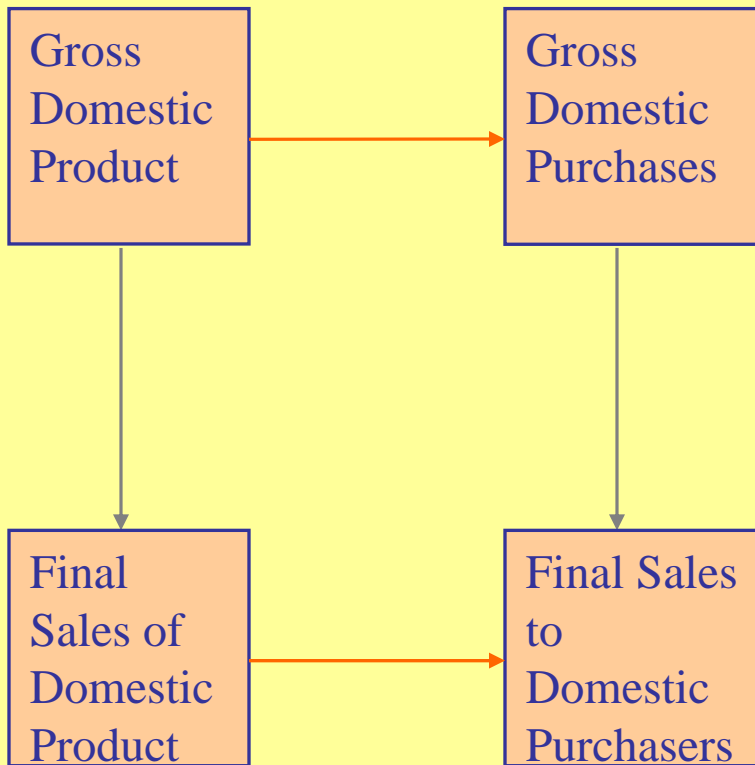 Gross
Domestic
Product
Gross
Domestic
Purchases
Final
Sales of
Domestic
Product
Final Sales
to
Domestic
Purchasers